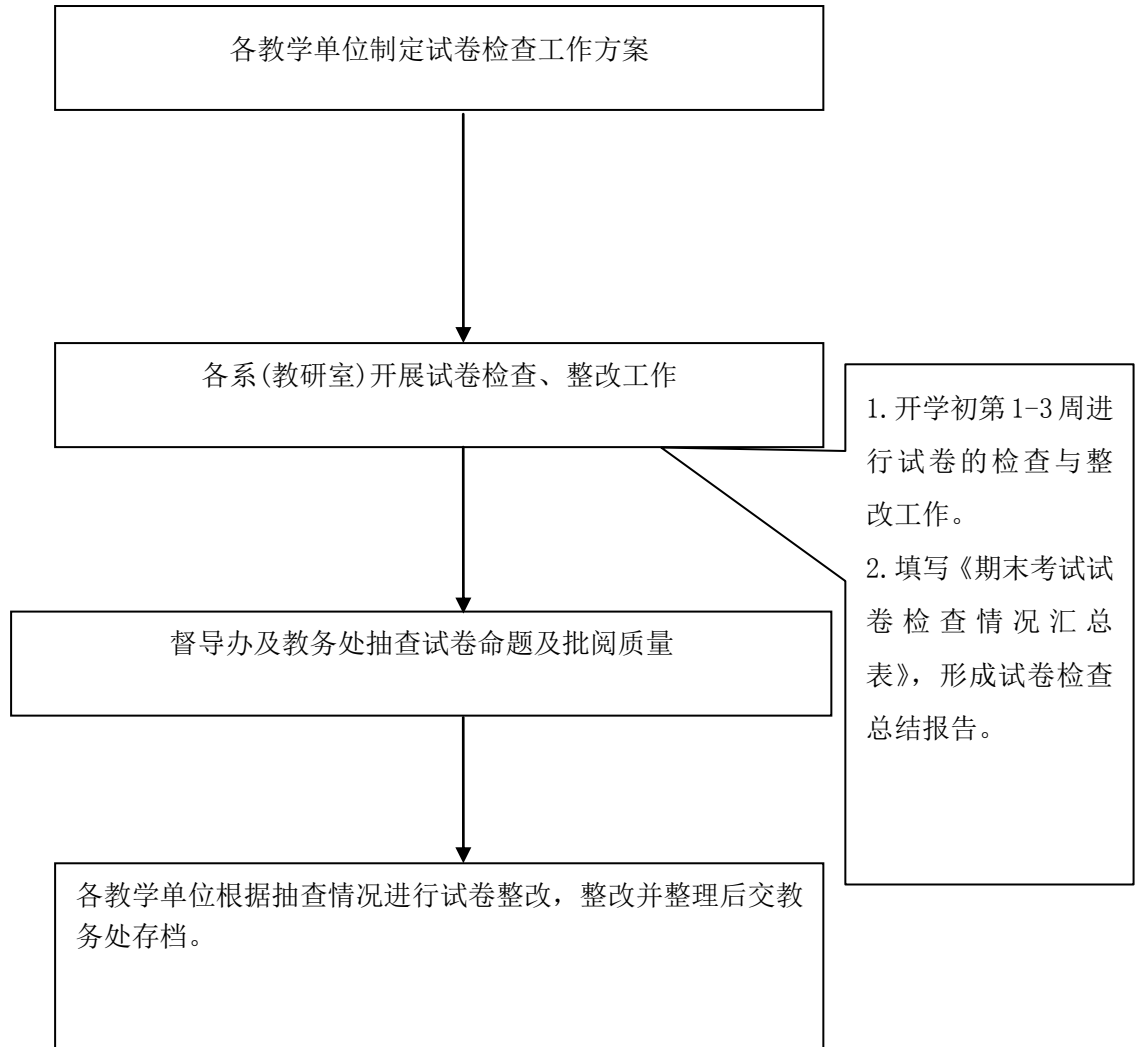 各教学单位制定试卷检查工作方案
各系(教研室)开展试卷检查、整改工作
1.开学初第1-3周进
行试卷的检查与整
改工作。
2.填写《期末考试试
卷检查情况汇总
表》，形成试卷检查
总结报告。
督导办及教务处抽查试卷命题及批阅质量
各教学单位根据抽查情况进行试卷整改，整改并整理后交教
务处存档。